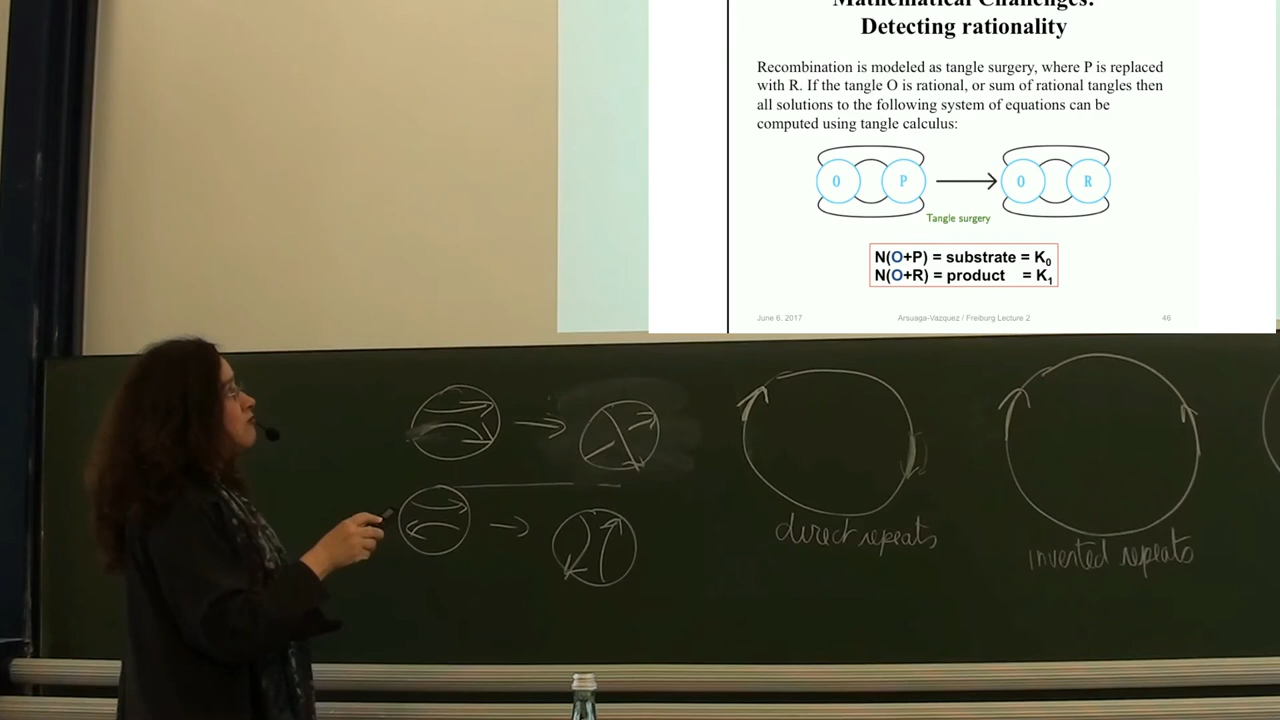 Mathematical Challenges:
Detecting rationality
Recombination is modeled as tangle surgery, where P is replaced
with R. If the tangle O is rational, or sum of rational tangles then
all solutions to the following system of equations can be
computed using tangle calculus:
O P O R
Tangle surgery
N(O+P) = substrate = K0
N(O+R) = product = K1
June 6, 2017 Arsuaga-Vazquez / Freiburg Lecture 2 46
direct repeats
inverted repeats